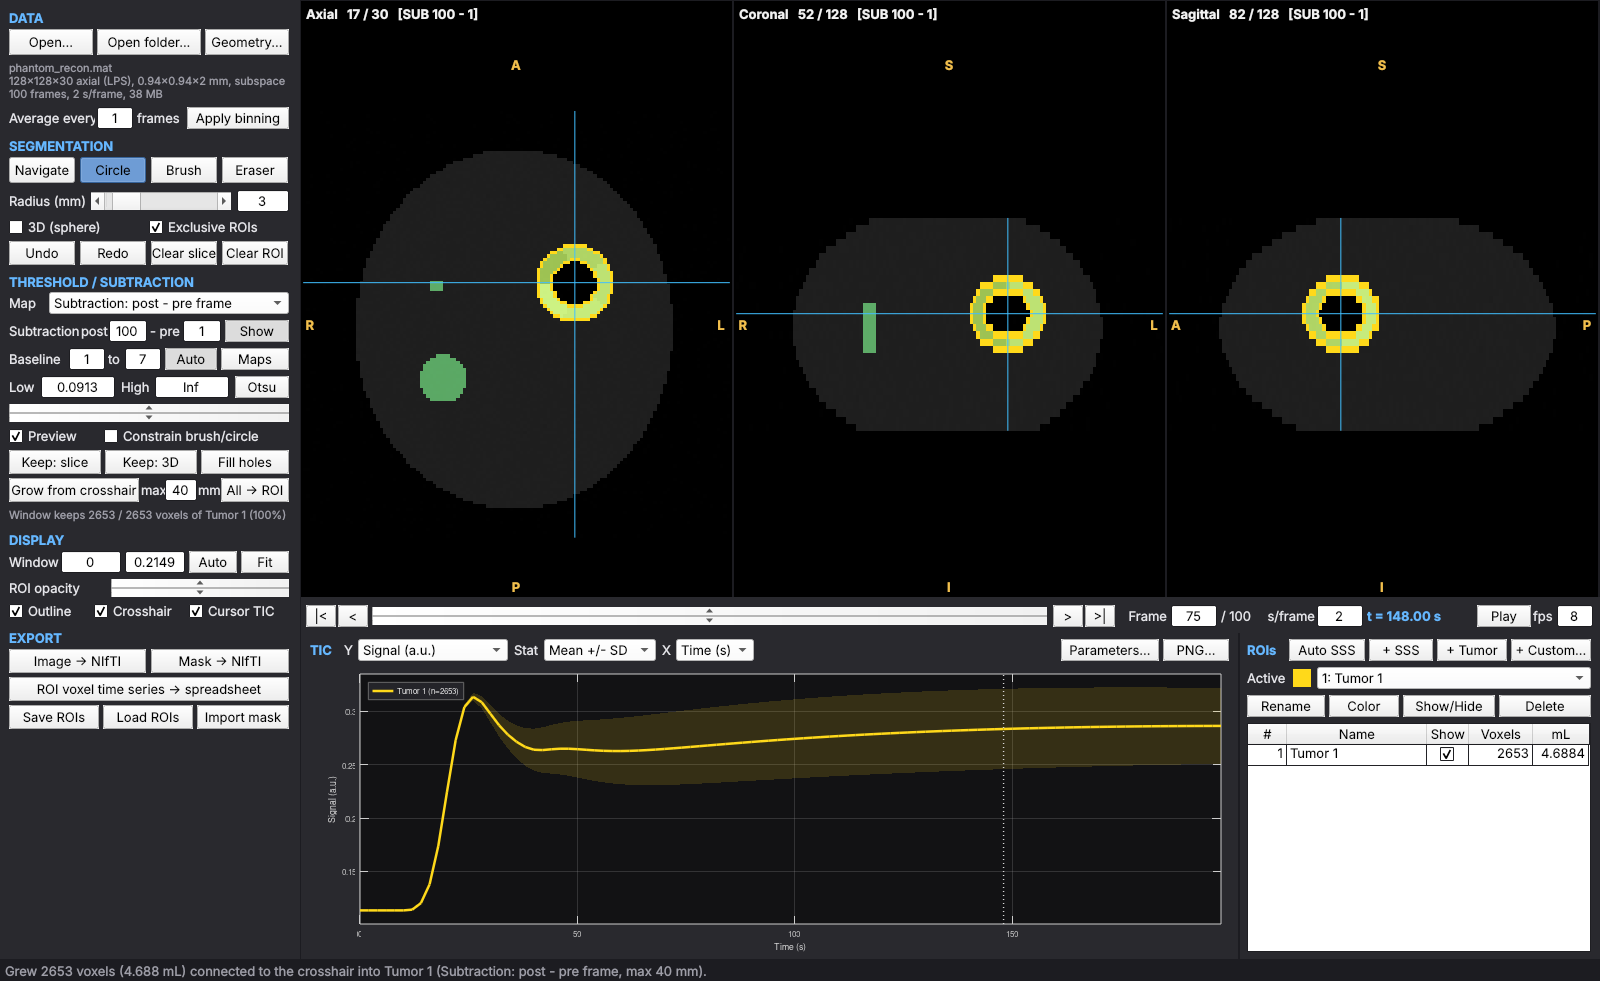 DATA
Open... Open folder... Geometry...
phantom_recon.mat
128×128×30 axial (LPS), 0.94×0.94×2 mm, subspace
100 frames, 2 s/frame, 38 MB
Average every 1 frames Apply binning
SEGMENTATION
Navigate Circle Brush Eraser
Radius (mm) 3
3D (sphere) Exclusive ROIs
Undo Redo Clear slice Clear ROI
THRESHOLD / SUBTRACTION
Map Subtraction: post - pre frame
Subtraction post 100 - pre 1 Show
Baseline 1 to 7 Auto Maps
Low 0.0913 High Inf Otsu
Preview Constrain brush/circle
Keep: slice Keep: 3D Fill holes
Grow from crosshair max 40 mm All → ROI
Window keeps 2653 / 2653 voxels of Tumor 1 (100%)
DISPLAY
Window 0 0.2149 Auto Fit
ROI opacity
Outline Crosshair Cursor TIC
EXPORT
Image → NIfTI Mask → NIfTI
ROI voxel time series → spreadsheet
Save ROIs Load ROIs Import mask
Axial 17 / 30 [SUB 100 - 1]
A
R
L
P
Coronal 52 / 128 [SUB 100 - 1]
S
R
L
I
Sagittal 82 / 128 [SUB 100 - 1]
S
A
P
I
|< < > >| Frame 75 / 100 s/frame 2 t = 148.00 s Play fps 8
TIC Y Signal (a.u.) Stat Mean +/- SD X Time (s) Parameters... PNG...
Tumor 1 (n=2653)
0.3
0.25
0.2
0.15
Signal (a.u.)
50 100 150
Time (s)
ROIs Auto SSS + SSS + Tumor + Custom...
Active 1: Tumor 1
Rename Color Show/Hide Delete
# Name Show Voxels mL
1 Tumor 1 2653 4.6884
Grew 2653 voxels (4.688 mL) connected to the crosshair into Tumor 1 (Subtraction: post - pre frame, max 40 mm).